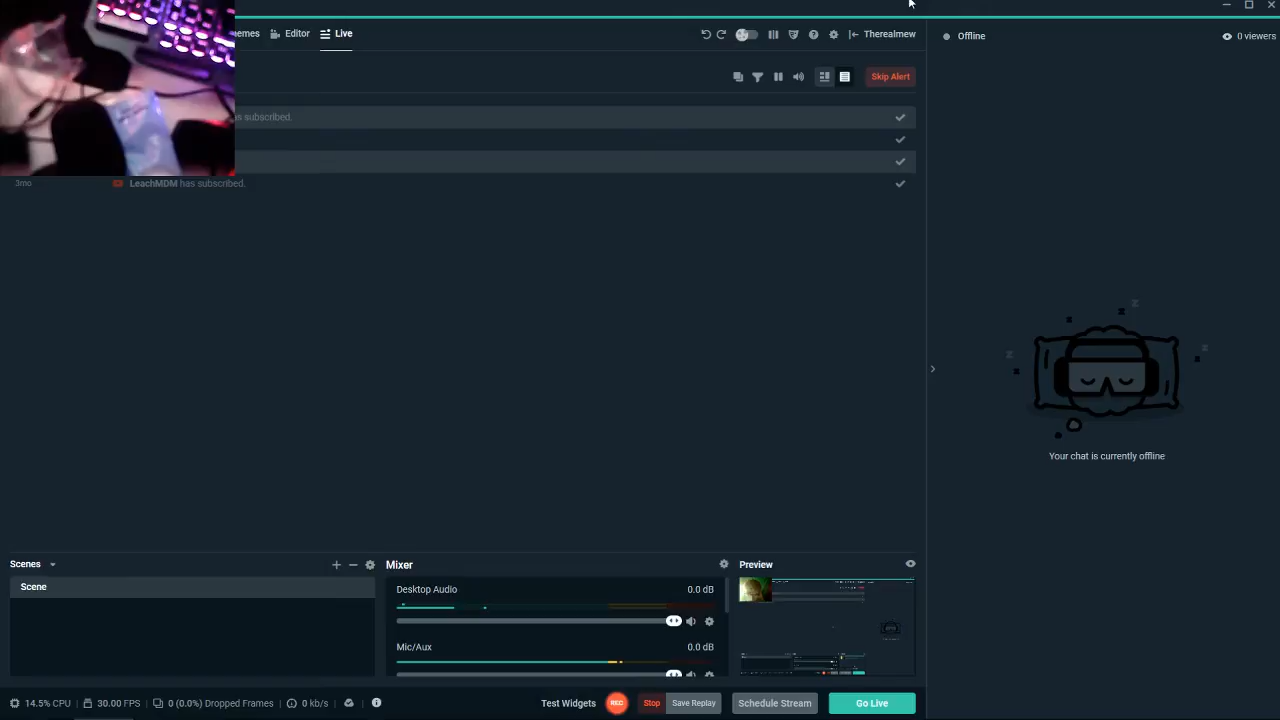 emes Editor Live Therealmew
Offline 0 viewers
Skip Alert
s subscribed.
3mo LeachMDM has subscribed.
Your chat is currently offline
Scenes
Scene
Mixer
Desktop Audio 0.0 dB
Mic/Aux 0.0 dB
Preview
14.5% CPU 30.00 FPS 0 (0.0%) Dropped Frames 0 kb/s Test Widgets REC Stop Save Replay Schedule Stream Go Live